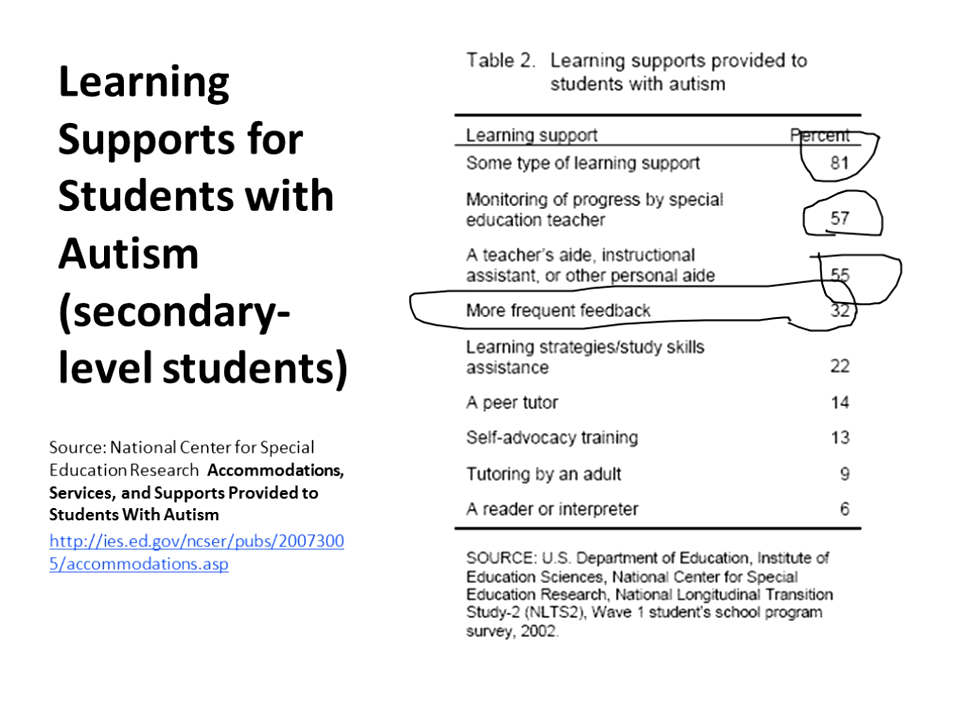 Learning
Supports for
Students with
Autism
(secondary-
level students)
Source: National Center for Special
Education Research Accommodations,
Services, and Supports Provided to
Students With Autism
http://ies.ed.gov/ncser/pubs/2007300
5/accommodations.asp
Table 2. Learning supports provided to
students with autism
Learning support Percent
Some type of learning support 81
Monitoring of progress by special
education teacher 57
A teacher's aide, instructional
assistant, or other personal aide 55
More frequent feedback 32
Learning strategies/study skills
assistance 22
A peer tutor 14
Self-advocacy training 13
Tutoring by an adult 9
A reader or interpreter 6
SOURCE: U.S. Department of Education, Institute of
Education Sciences, National Center for Special
Education Research, National Longitudinal Transition
Study-2 (NLTS2), Wave 1 student's school program
survey, 2002.